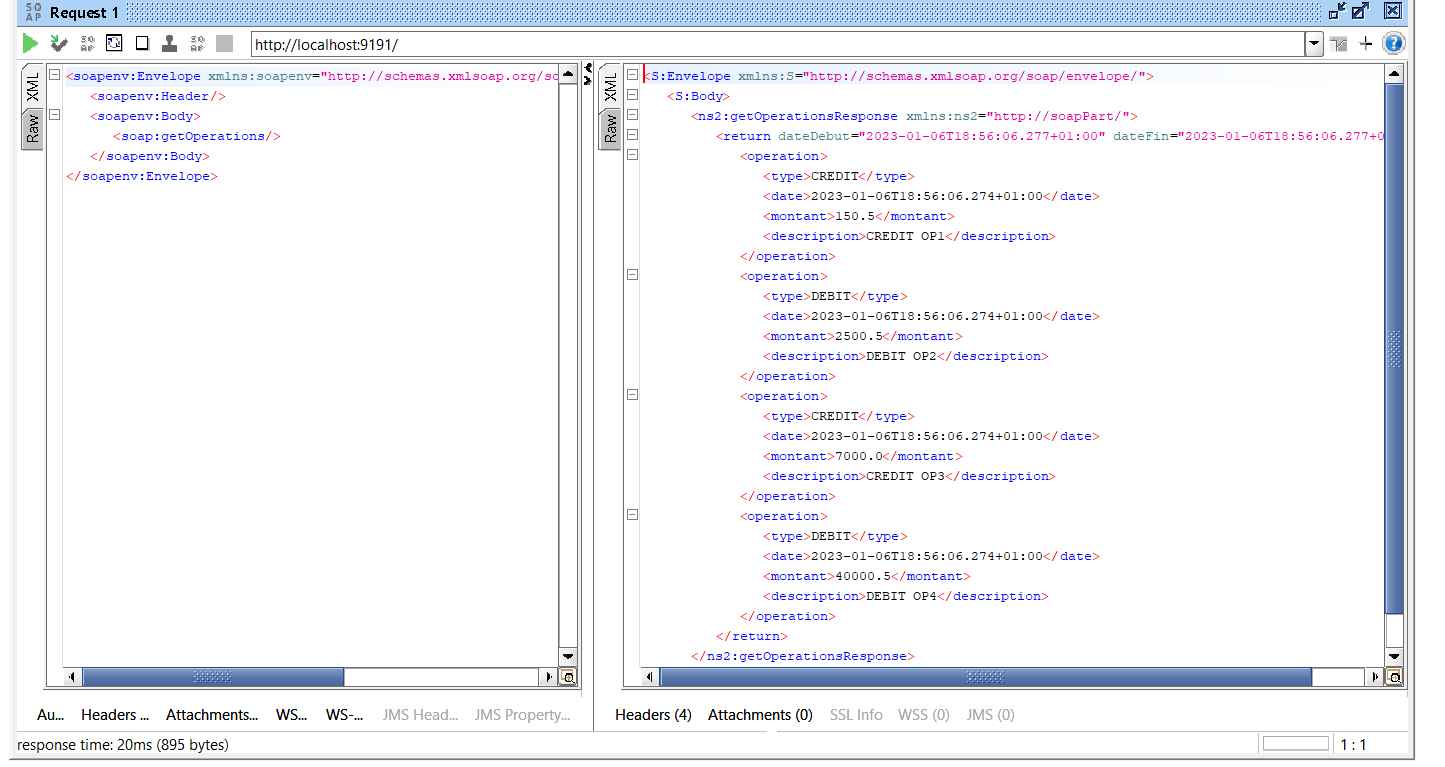 SO AP Request 1
SO AP SO AP http://localhost:9191/
XML
Raw
<soapenv:Envelope xmlns:soapenv="http://schemas.xmlsoap.org/so
<soapenv:Header/>
<soapenv:Body>
<soap:getOperations/>
</soapenv:Body>
</soapenv:Envelope>
XML
Raw
<S:Envelope xmlns:S="http://schemas.xmlsoap.org/soap/envelope/">
<S:Body>
<ns2:getOperationsResponse xmlns:ns2="http://soapPart/">
<return dateDebut="2023-01-06T18:56:06.277+01:00" dateFin="2023-01-06T18:56:06.277+0
<operation>
<type>CREDIT</type>
<date>2023-01-06T18:56:06.274+01:00</date>
<montant>150.5</montant>
<description>CREDIT OP1</description>
</operation>
<operation>
<type>DEBIT</type>
<date>2023-01-06T18:56:06.274+01:00</date>
<montant>2500.5</montant>
<description>DEBIT OP2</description>
</operation>
<operation>
<type>CREDIT</type>
<date>2023-01-06T18:56:06.274+01:00</date>
<montant>7000.0</montant>
<description>CREDIT OP3</description>
</operation>
<operation>
<type>DEBIT</type>
<date>2023-01-06T18:56:06.274+01:00</date>
<montant>40000.5</montant>
<description>DEBIT OP4</description>
</operation>
</return>
</ns2:getOperationsResponse>
Au... Headers ... Attachments... WS... WS-... JMS Head... JMS Property...
Headers (4) Attachments (0) SSL Info WSS (0) JMS (0)
response time: 20ms (895 bytes)
1 : 1